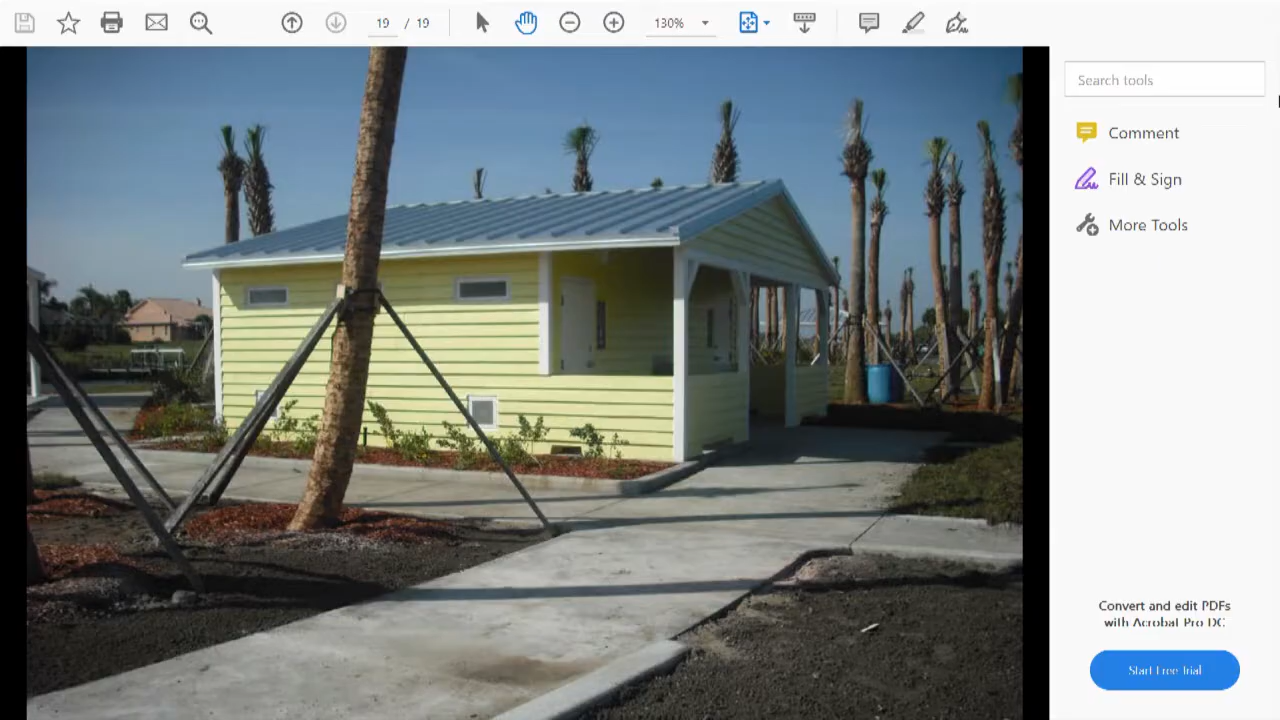 19 / 19
130%
Search tools
Comment
Fill & Sign
More Tools
Convert and edit PDFs
with Acrobat Pro DC
Start Free Trial